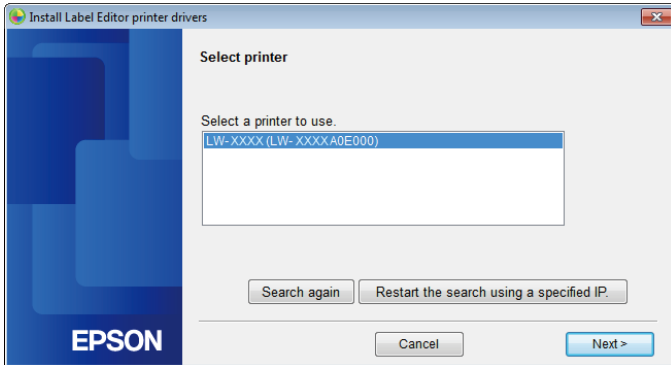 Install Label Editor printer drivers
Select printer
Select a printer to use.
LW-XXXX (LW-XXXXA0E000)
Search again
Restart the search using a specified IP.
EPSON
Cancel
Next >